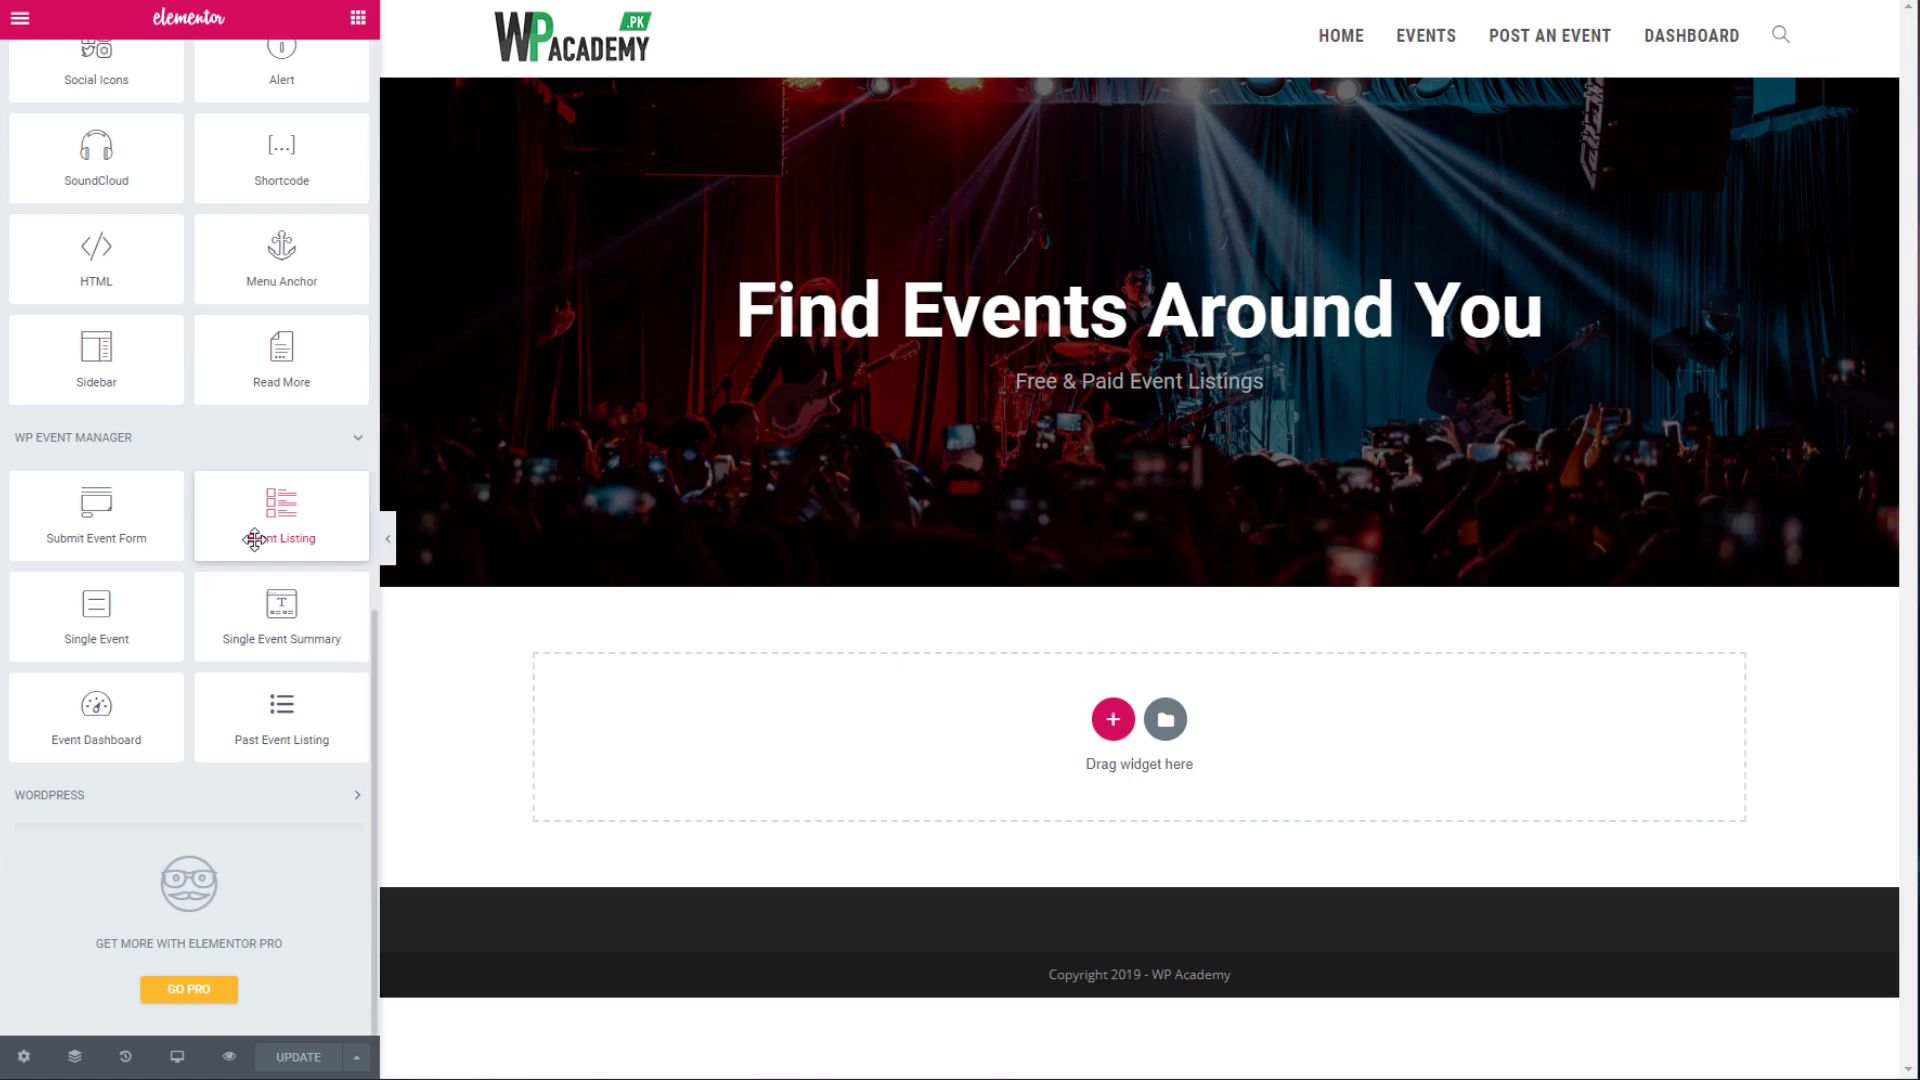 elementor
Social Icons
Alert
SoundCloud
[...]
Shortcode
HTML
Menu Anchor
Sidebar
Read More
WP EVENT MANAGER
Submit Event Form
nt Listing
Single Event
Single Event Summary
Event Dashboard
Past Event Listing
WORDPRESS
GET MORE WITH ELEMENTOR PRO
GO PRO
UPDATE
WP ACADEMY .PK
HOME
EVENTS
POST AN EVENT
DASHBOARD
Find Events Around You
Free & Paid Event Listings
Drag widget here
Copyright 2019 - WP Academy